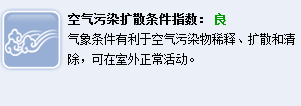 空气污染扩散条件指数： 良
气象条件有利于空气污染物稀释、扩散和清
除，可在室外正常活动。